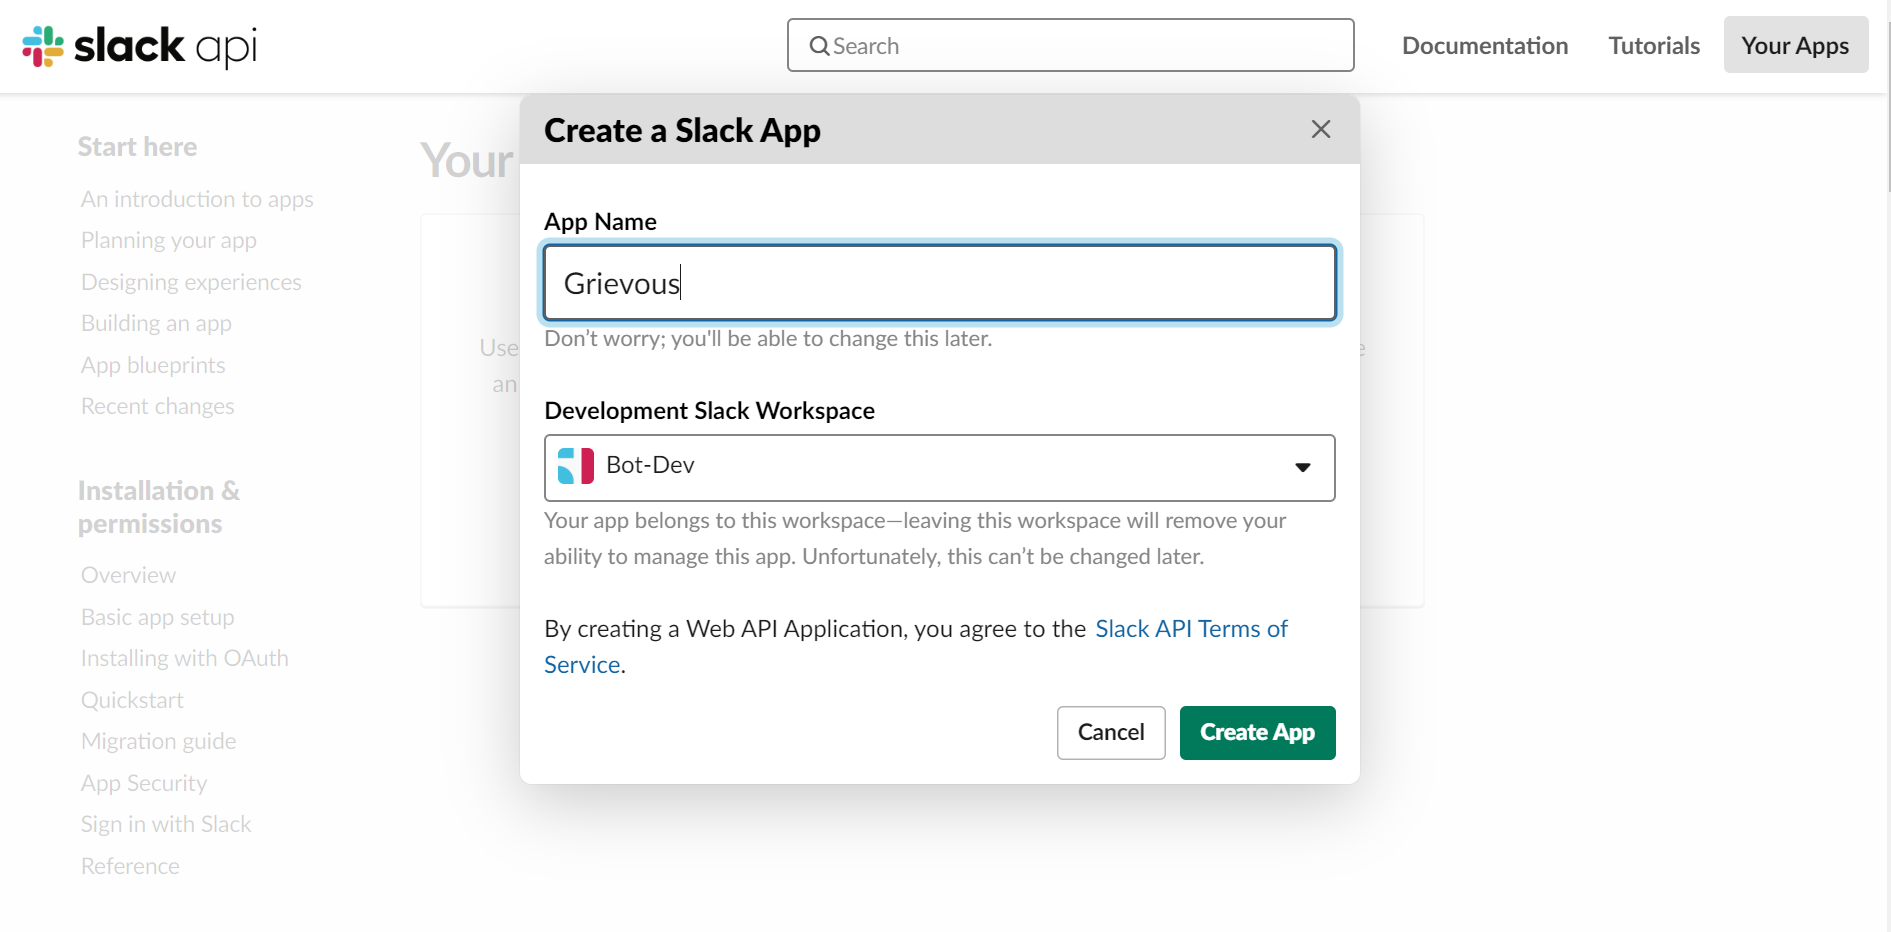 slack api
Search
Documentation
Tutorials
Your Apps
Start here
An introduction to apps
Planning your app
Designing experiences
Building an app
App blueprints
Recent changes
Installation &
permissions
Overview
Basic app setup
Installing with OAuth
Quickstart
Migration guide
App Security
Sign in with Slack
Reference
Your
Use
an
e
Create a Slack App
App Name
Grievous
Don’t worry; you'll be able to change this later.
Development Slack Workspace
Bot-Dev
Your app belongs to this workspace—leaving this workspace will remove your
ability to manage this app. Unfortunately, this can’t be changed later.
By creating a Web API Application, you agree to the Slack API Terms of
Service.
Cancel
Create App